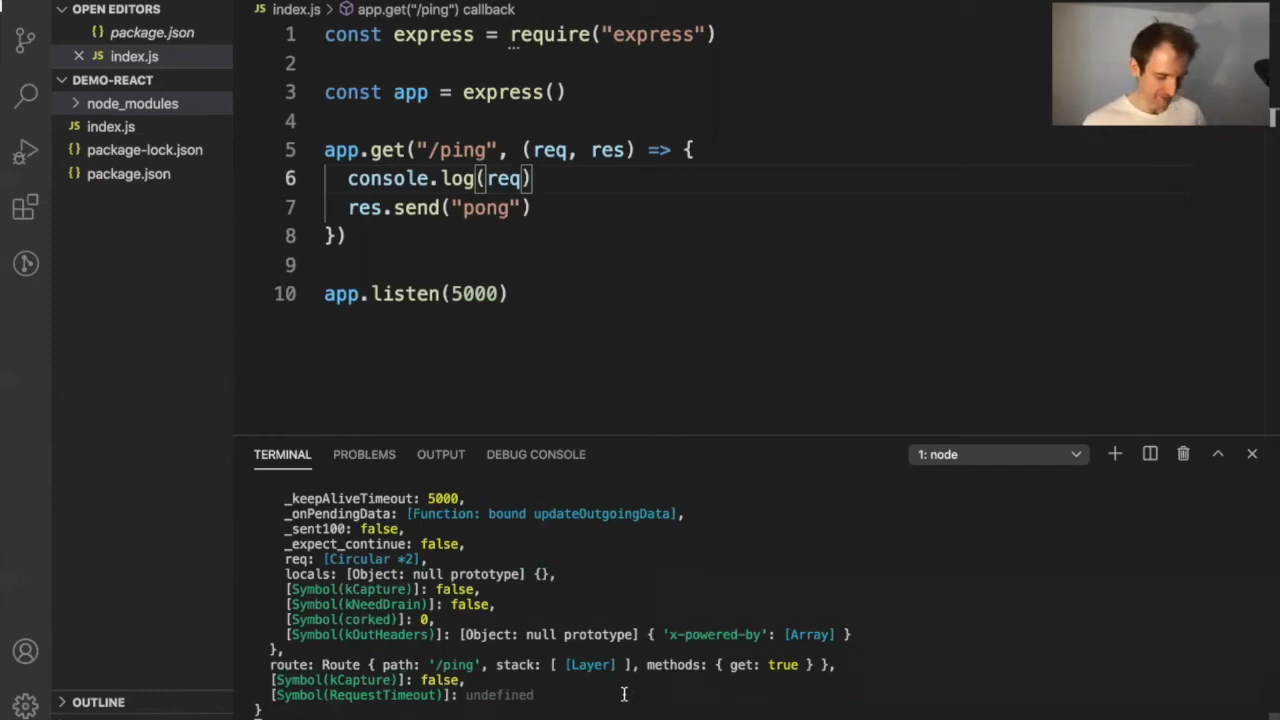 OPEN EDITORS
package.json
JS index.js
DEMO-REACT
node_modules
JS index.js
{} package-lock.json
{} package.json
OUTLINE
JS index.js > app.get("/ping") callback
1 const express = require("express")
2
3 const app = express()
4
5 app.get("/ping", (req, res) => {
6 console.log(req)
7 res.send("pong")
8 })
9
10 app.listen(5000)
TERMINAL PROBLEMS OUTPUT DEBUG CONSOLE 1: node
_keepAliveTimeout: 5000,
_onPendingData: [Function: bound updateOutgoingData],
_sent100: false,
_expect_continue: false,
req: [Circular *2],
locals: [Object: null prototype] {},
[Symbol(kCapture)]: false,
[Symbol(kNeedDrain)]: false,
[Symbol(corked)]: 0,
[Symbol(kOutHeaders)]: [Object: null prototype] { 'x-powered-by': [Array] }
},
route: Route { path: '/ping', stack: [ [Layer] ], methods: { get: true } },
[Symbol(kCapture)]: false,
[Symbol(RequestTimeout)]: undefined
}